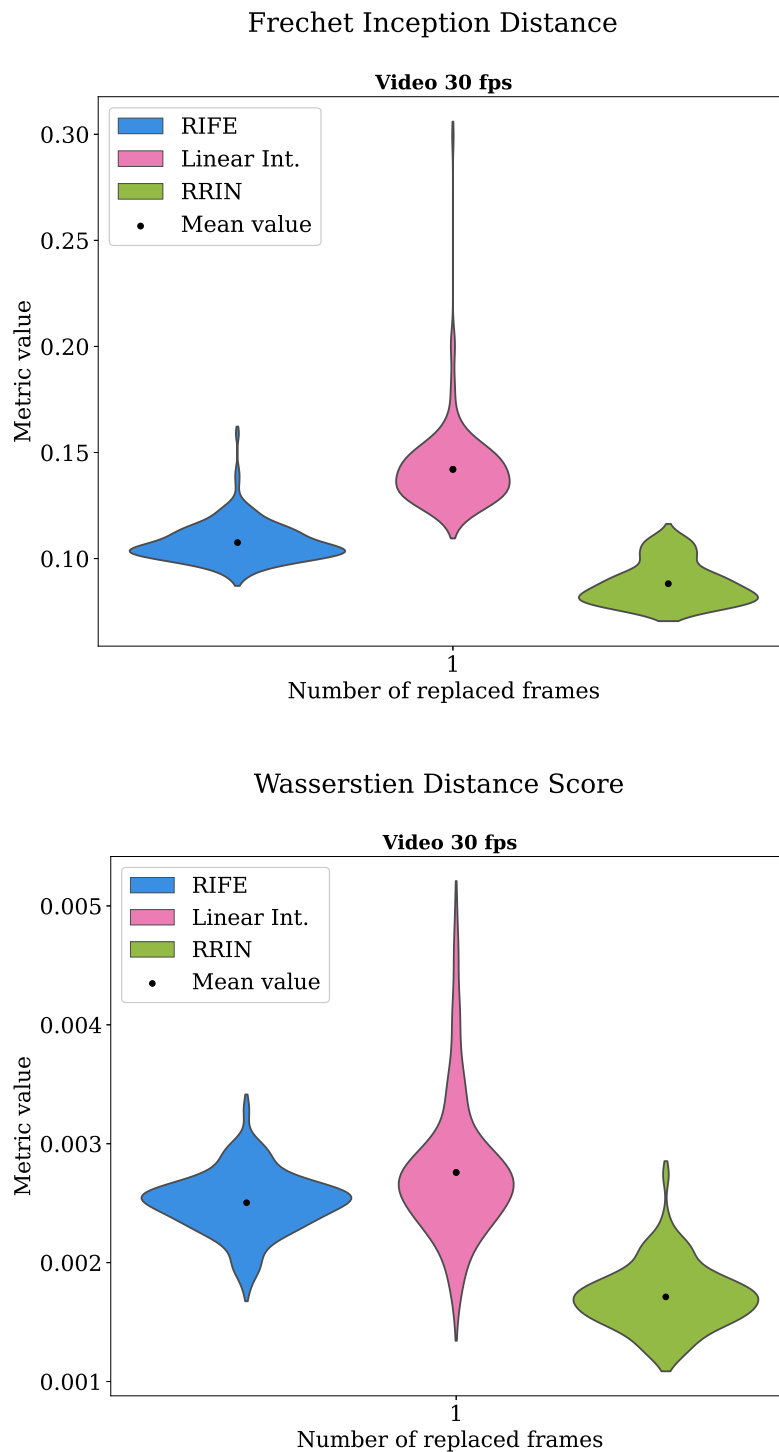 Frechet Inception Distance
Video 30 fps
RIFE
Linear Int.
RRIN
Mean value
0.30
0.25
0.20
0.15
0.10
Metric value
1
Number of replaced frames
Wasserstien Distance Score
Video 30 fps
RIFE
Linear Int.
RRIN
Mean value
0.005
0.004
0.003
0.002
0.001
Metric value
1
Number of replaced frames